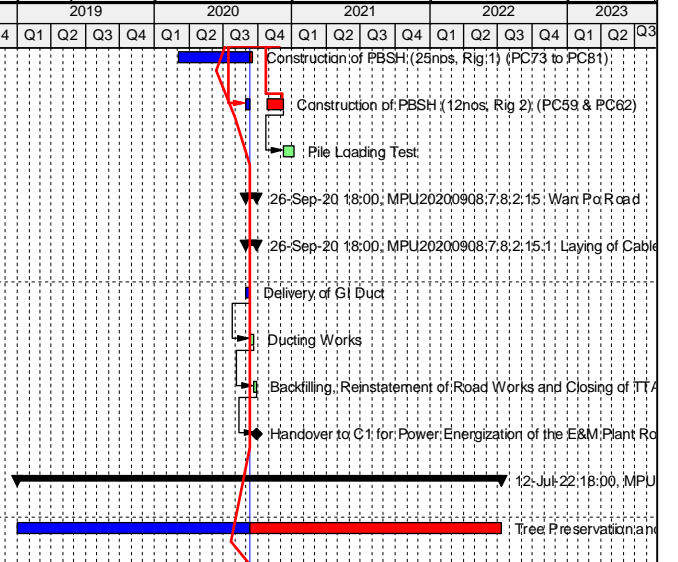 2019 2020 2021 2022 2023
4 Q1 Q2 Q3 Q4 Q1 Q2 Q3 Q4 Q1 Q2 Q3 Q4 Q1 Q2 Q3 Q4 Q1 Q2 Q3
Construction of PBSH (25nos, Rig 1) (PC73 to PC81)
Construction of PBSH (12nos, Rig 2) (PC59 & PC62)
Pile Loading Test
26-Sep-20 18:00, MPU20200908.7.8.2.15 Wan Po Road
26-Sep-20 18:00, MPU20200908.7.8.2.15.1 Laying of Cable
Delivery of GI Duct
Ducting Works
Backfilling, Reinstatement of Road Works and Closing of TTA
Handover to C1 for Power Energization of the E&M Plant Ro
12-Jul-22 18:00, MPU
Tree Preservation and